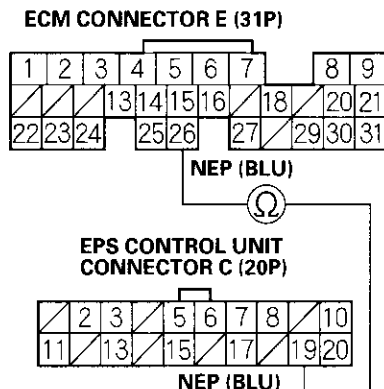 ECM CONNECTOR E (31P)
1 2 3 4 5 6 7 8 9
13 14 15 16 18 20 21
22 23 24 25 26 27 29 30 31
NEP (BLU)
Ω
EPS CONTROL UNIT
CONNECTOR C (20P)
2 3 5 6 7 8 10
11 13 15 17 19 20
NEP (BLU)